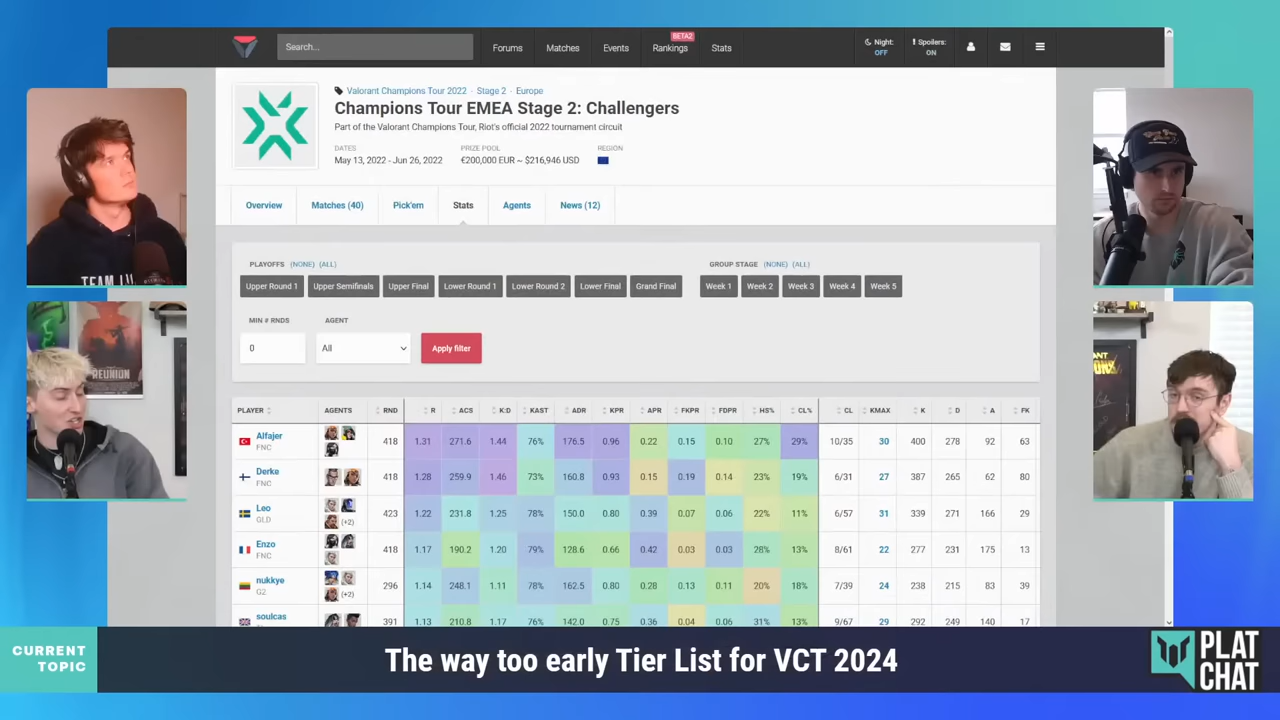 Search...
Forums
Matches
Events
BETA2
Rankings
Stats
Night:
OFF
Spoilers:
ON
Valorant Champions Tour 2022 · Stage 2 · Europe
Champions Tour EMEA Stage 2: Challengers
Part of the Valorant Champions Tour, Riot's official 2022 tournament circuit
DATES PRIZE POOL REGION
May 13, 2022 - Jun 26, 2022 €200,000 EUR ~ $216,946 USD
Overview Matches (40) Pick'em Stats Agents News (12)
PLAYOFFS (NONE) (ALL) GROUP STAGE (NONE) (ALL)
Upper Round 1 Upper Semifinals Upper Final Lower Round 1 Lower Round 2 Lower Final Grand Final Week 1 Week 2 Week 3 Week 4 Week 5
MIN # RNDS AGENT
0 All Apply filter
PLAYER AGENTS RND R ACS K:D KAST ADR KPR APR FKPR FDPR HS% CL% CL KMAX K D A FK
Alfajer 418 1.31 271.6 1.44 76% 176.5 0.96 0.22 0.15 0.10 27% 29% 10/35 30 400 278 92 63
FNC
Derke 418 1.28 259.9 1.46 73% 160.8 0.93 0.15 0.19 0.14 23% 19% 6/31 27 387 265 62 80
FNC
Leo 423 1.22 231.8 1.25 78% 150.0 0.80 0.39 0.07 0.06 22% 11% 6/57 31 339 271 166 29
GLD (+2)
Enzo 418 1.17 190.2 1.20 79% 128.6 0.66 0.42 0.03 0.03 28% 13% 8/61 22 277 231 175 13
FNC
nukkye 296 1.14 248.1 1.11 78% 162.5 0.80 0.28 0.13 0.11 20% 18% 7/39 24 238 215 83 39
G2 (+2)
soulcas 391 1.13 210.8 1.17 76% 142.0 0.75 0.36 0.04 0.06 31% 13% 9/67 29 292 249 140 17
TEAM LI
REUNION
CURRENT
TOPIC
The way too early Tier List for VCT 2024
PLAT
CHAT